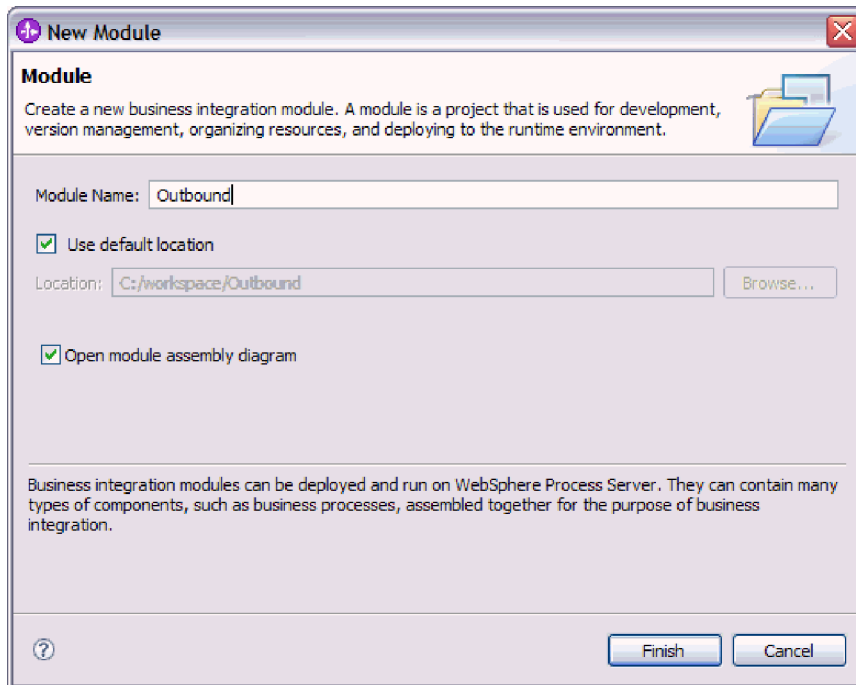 New Module
Module
Create a new business integration module. A module is a project that is used for development,
version management, organizing resources, and deploying to the runtime environment.
Module Name: Outbound
Use default location
Location: C:/workspace/Outbound Browse...
Open module assembly diagram
Business integration modules can be deployed and run on WebSphere Process Server. They can contain many
types of components, such as business processes, assembled together for the purpose of business
integration.
? Finish Cancel